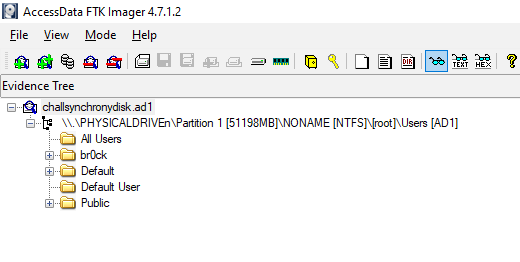 AccessData FTK Imager 4.7.1.2
File View Mode Help
DIR TEXT HEX
Evidence Tree
challsynchronydisk.ad1
\\.\PHYSICALDRIVEn\Partition 1 [51198MB]\NONAME [NTFS]\[root]\Users [AD1]
All Users
br0ck
Default
Default User
Public